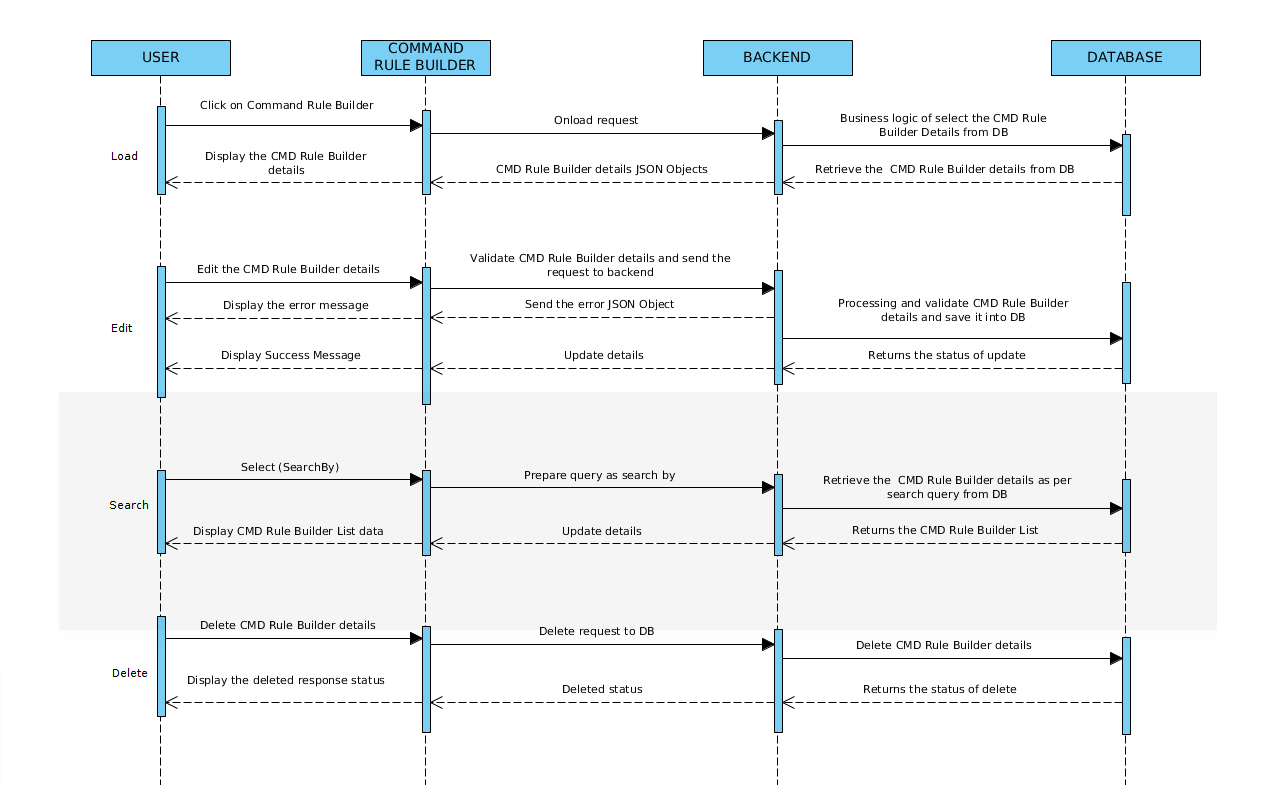 USER
COMMAND
RULE BUILDER
BACKEND
DATABASE
Click on Command Rule Builder
Onload request
Business logic of select the CMD Rule
Builder Details from DB
Load
Display the CMD Rule Builder
details
CMD Rule Builder details JSON Objects
Retrieve the  CMD Rule Builder details from DB
Edit the CMD Rule Builder details
Validate CMD Rule Builder details and send the
request to backend
Display the error message
Send the error JSON Object
Processing and validate CMD Rule Builder
details and save it into DB
Edit
Display Success Message
Update details
Returns the status of update
Select (SearchBy)
Prepare query as search by
Retrieve the  CMD Rule Builder details as per
search query from DB
Search
Display CMD Rule Builder List data
Update details
Returns the CMD Rule Builder List
Delete CMD Rule Builder details
Delete request to DB
Delete CMD Rule Builder details
Delete
Display the deleted response status
Deleted status
Returns the status of delete